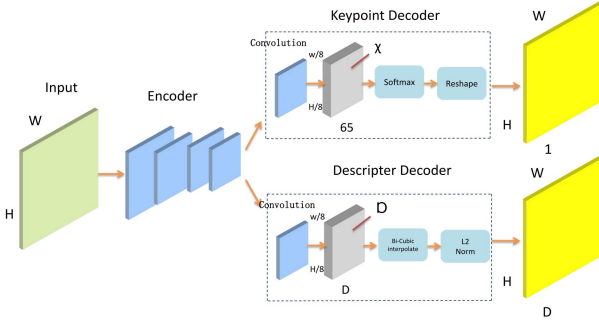 Keypoint Decoder
W
Convolution
w/8
χ
Input
Encoder
Softmax
Reshape
W
H/8
H
65
1
Descripter Decoder
W
Convolution
w/8
D
H
Bi-Cubic
interpolate
L2
Norm
H/8
H
D
D